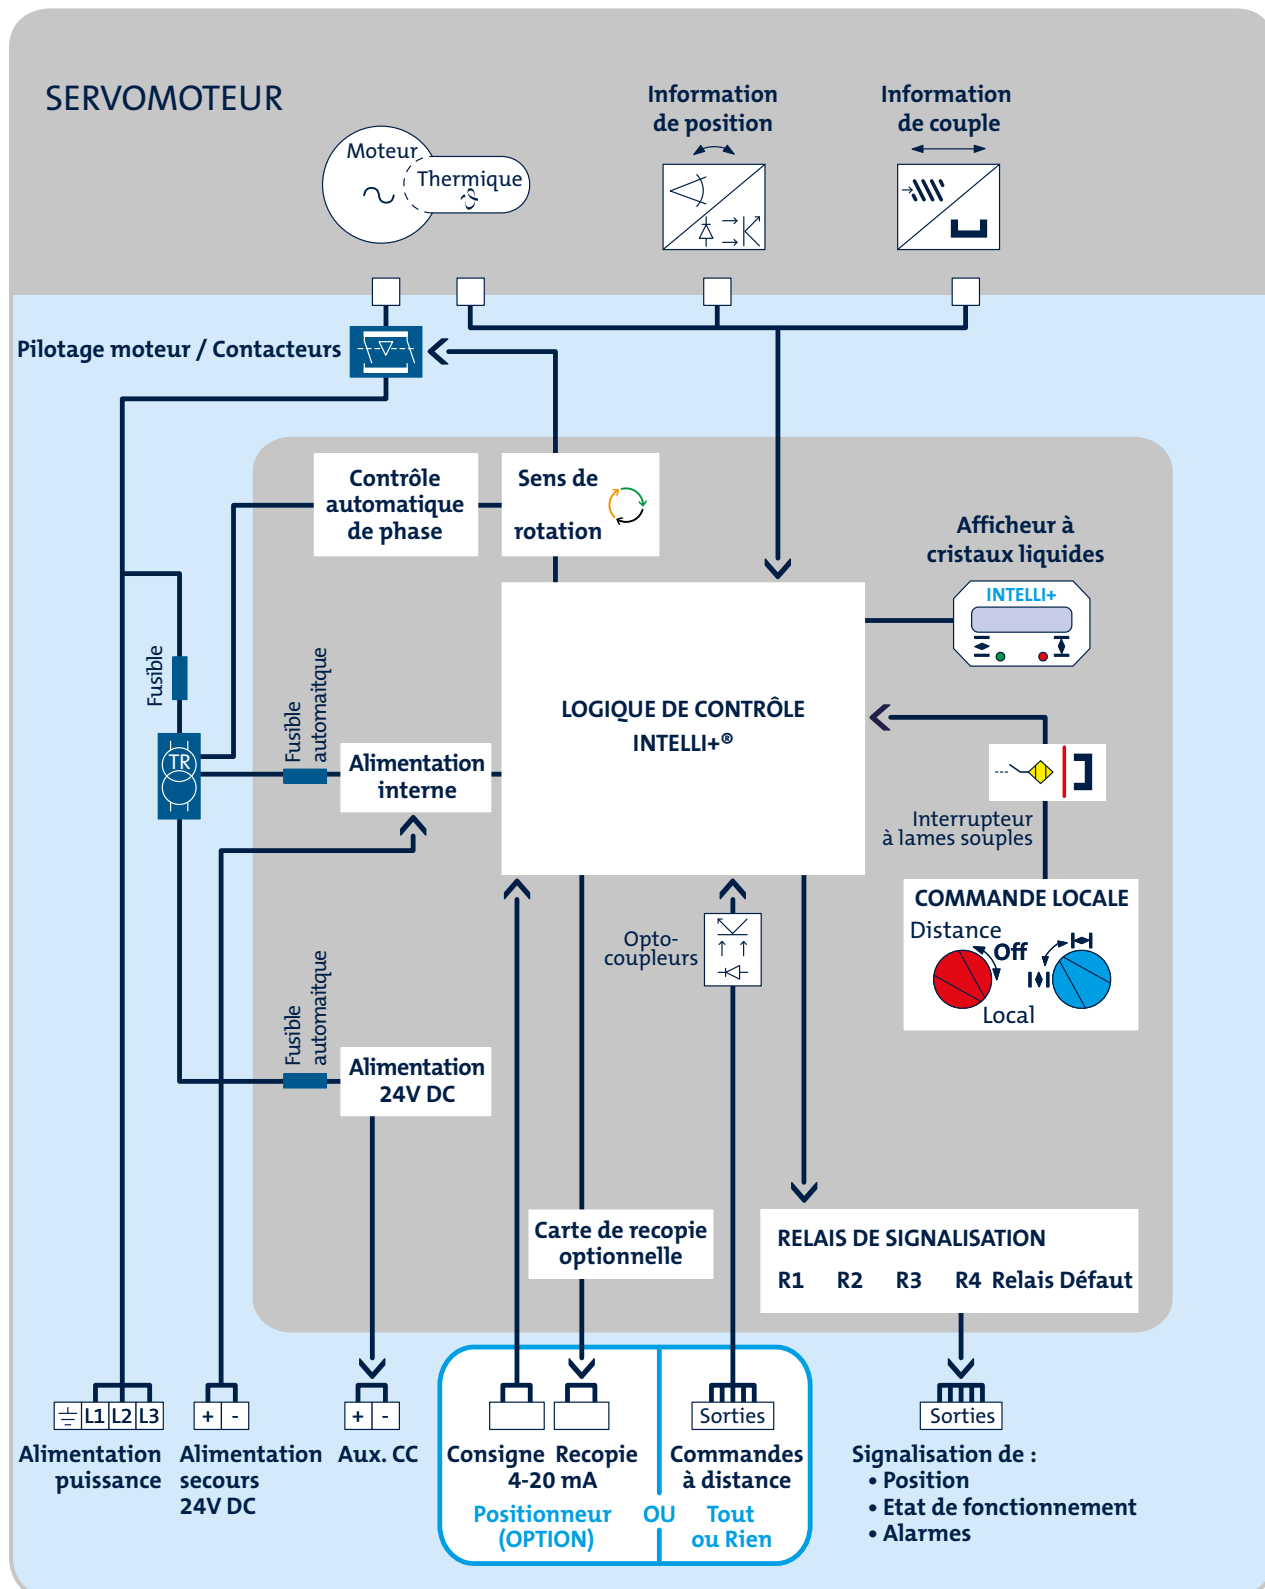 SERVOMOTEUR
Information
de position
Information
de couple
Moteur
Thermique
Pilotage moteur / Contacteurs
Contrôle
automatique
de phase
Sens de
rotation
Afficheur à
cristaux liquides
INTELLI+
Fusible
Fusible
automaitque
TR
Alimentation
interne
LOGIQUE DE CONTRÔLE
INTELLI+®
Interrupteur
à lames souples
COMMANDE LOCALE
Distance
Off
Local
Opto-
coupleurs
Fusible
automaitque
Alimentation
24V DC
Carte de recopie
optionnelle
RELAIS DE SIGNALISATION
R1 R2 R3 R4 Relais Défaut
L1 L2 L3
+ -
+ -
Sorties
Sorties
Alimentation
puissance
Alimentation
secours
24V DC
Aux. CC
Consigne Recopie
4-20 mA
Positionneur
(OPTION)
OU
Commandes
à distance
Tout
ou Rien
Signalisation de :
• Position
• Etat de fonctionnement
• Alarmes